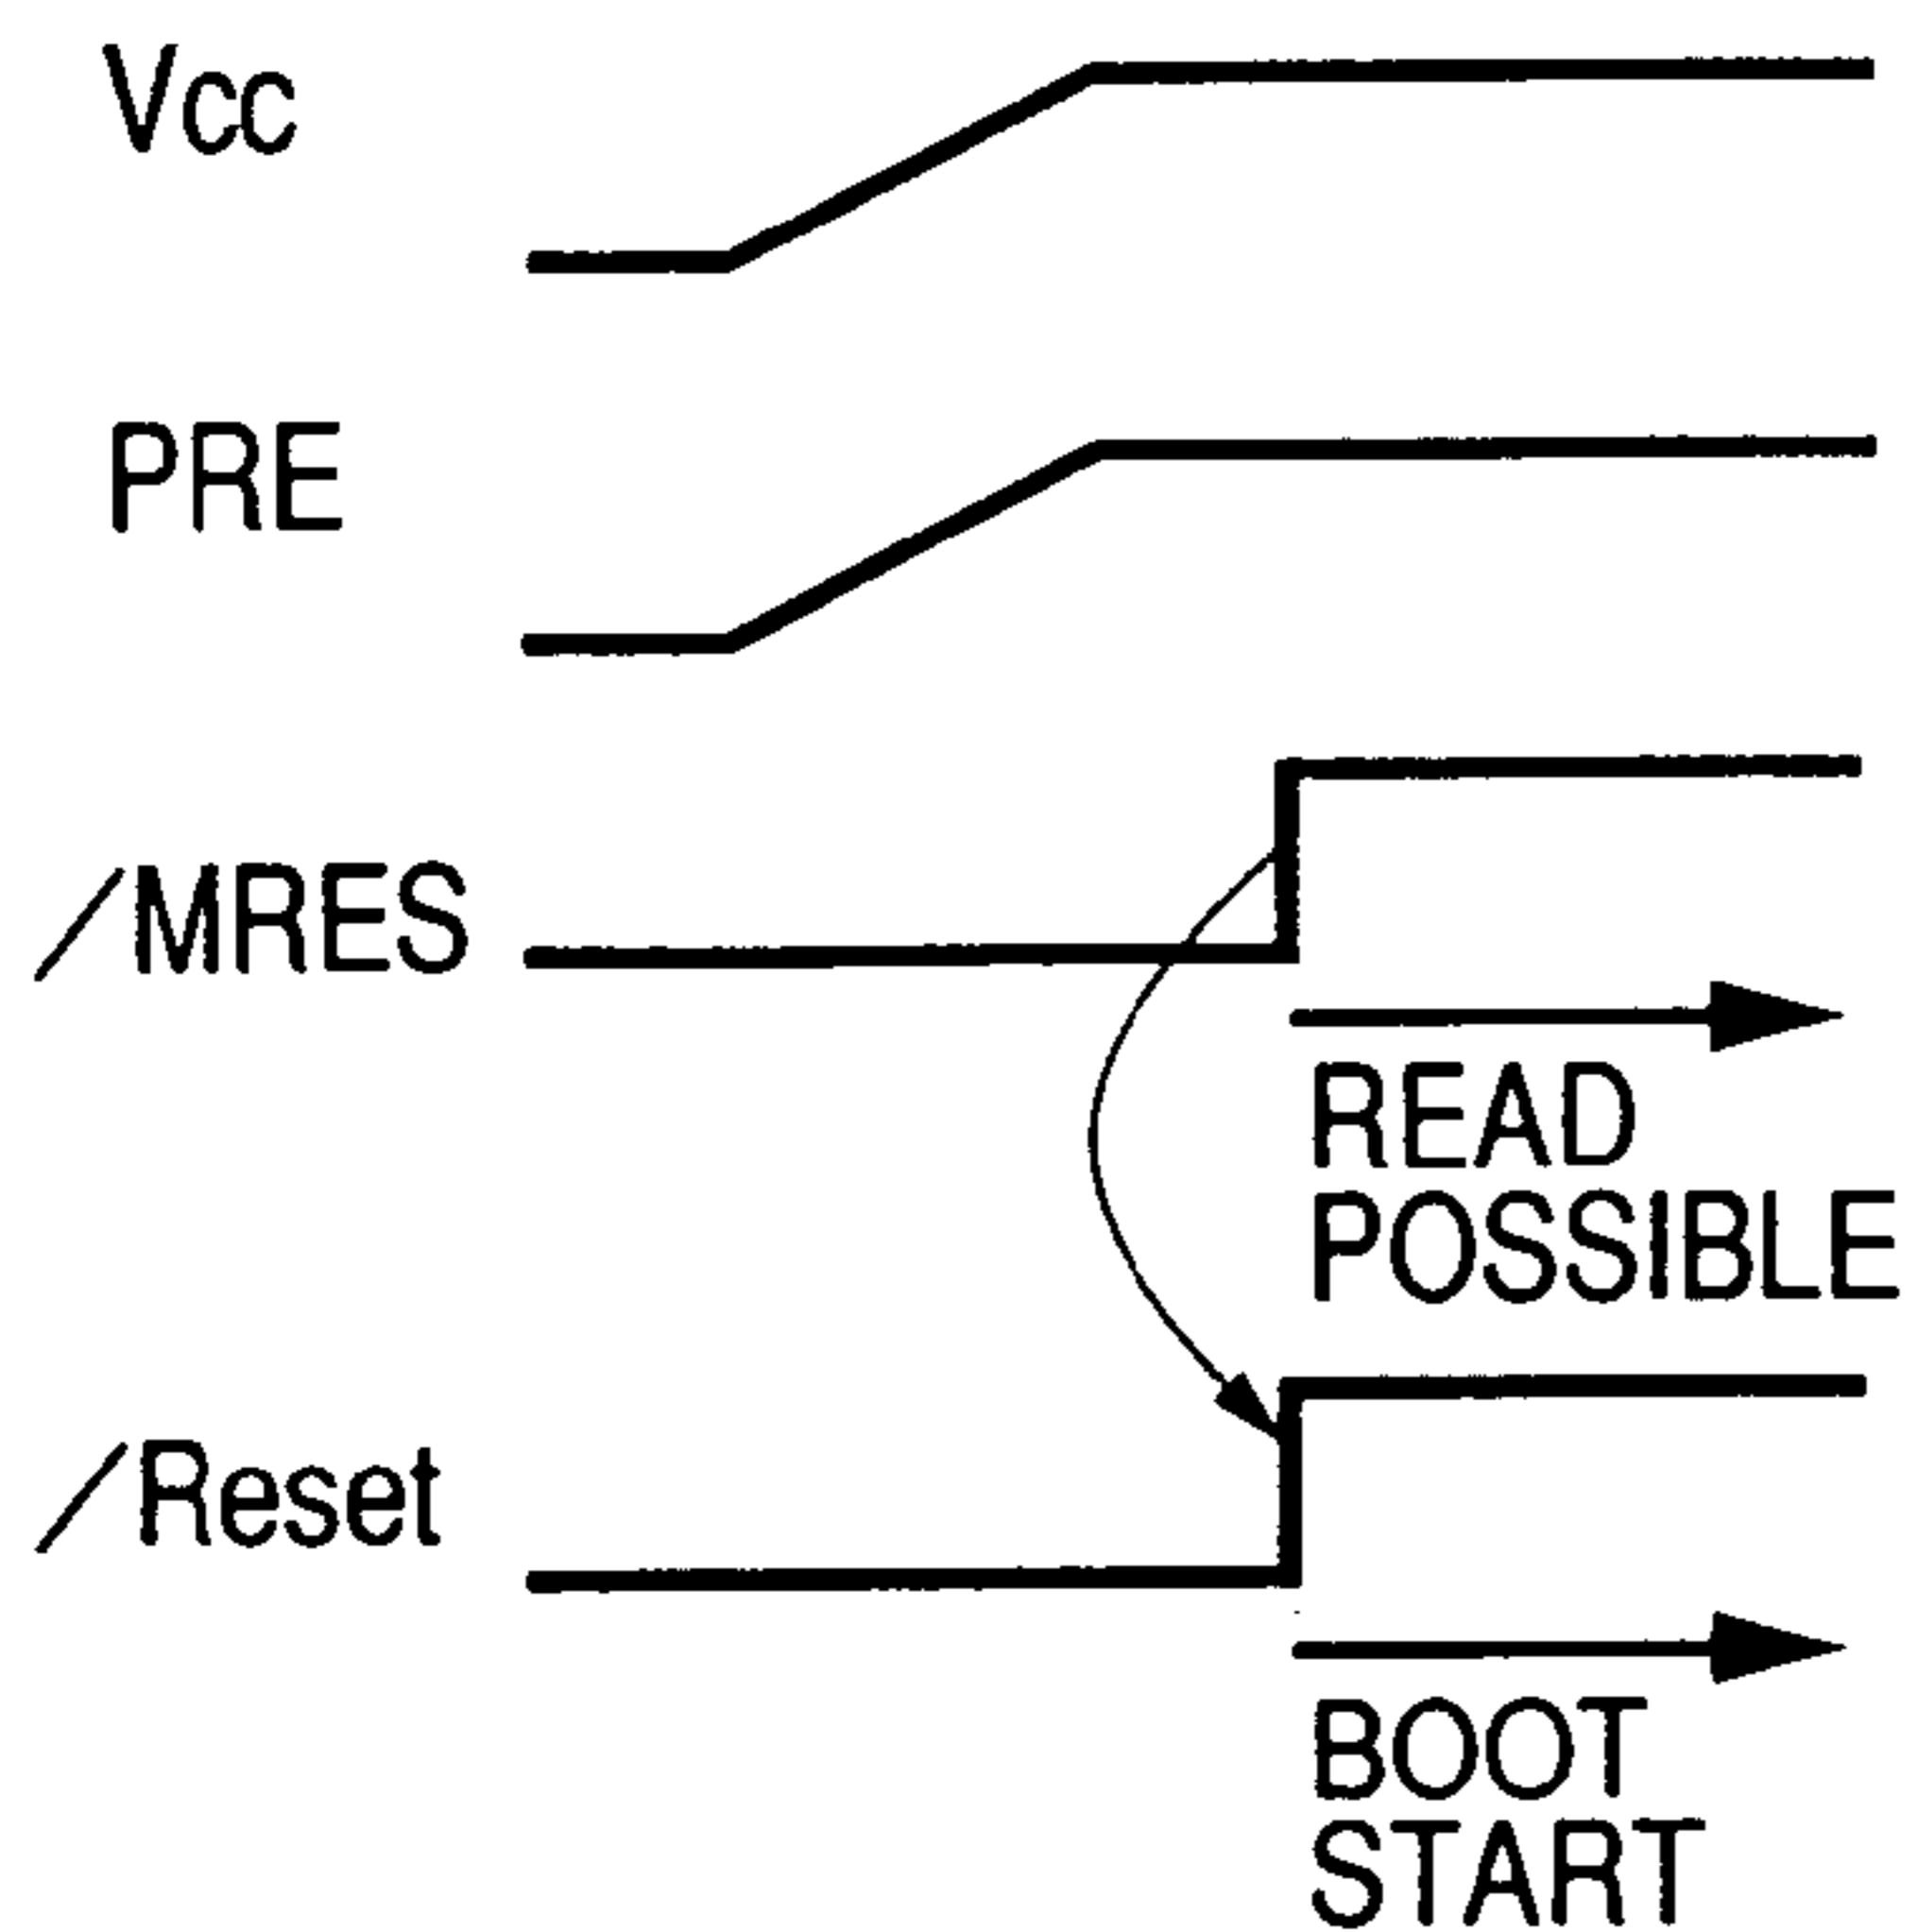 Vcc
PRE
/MRES
READ
POSSIBLE
/Reset
BOOT
START